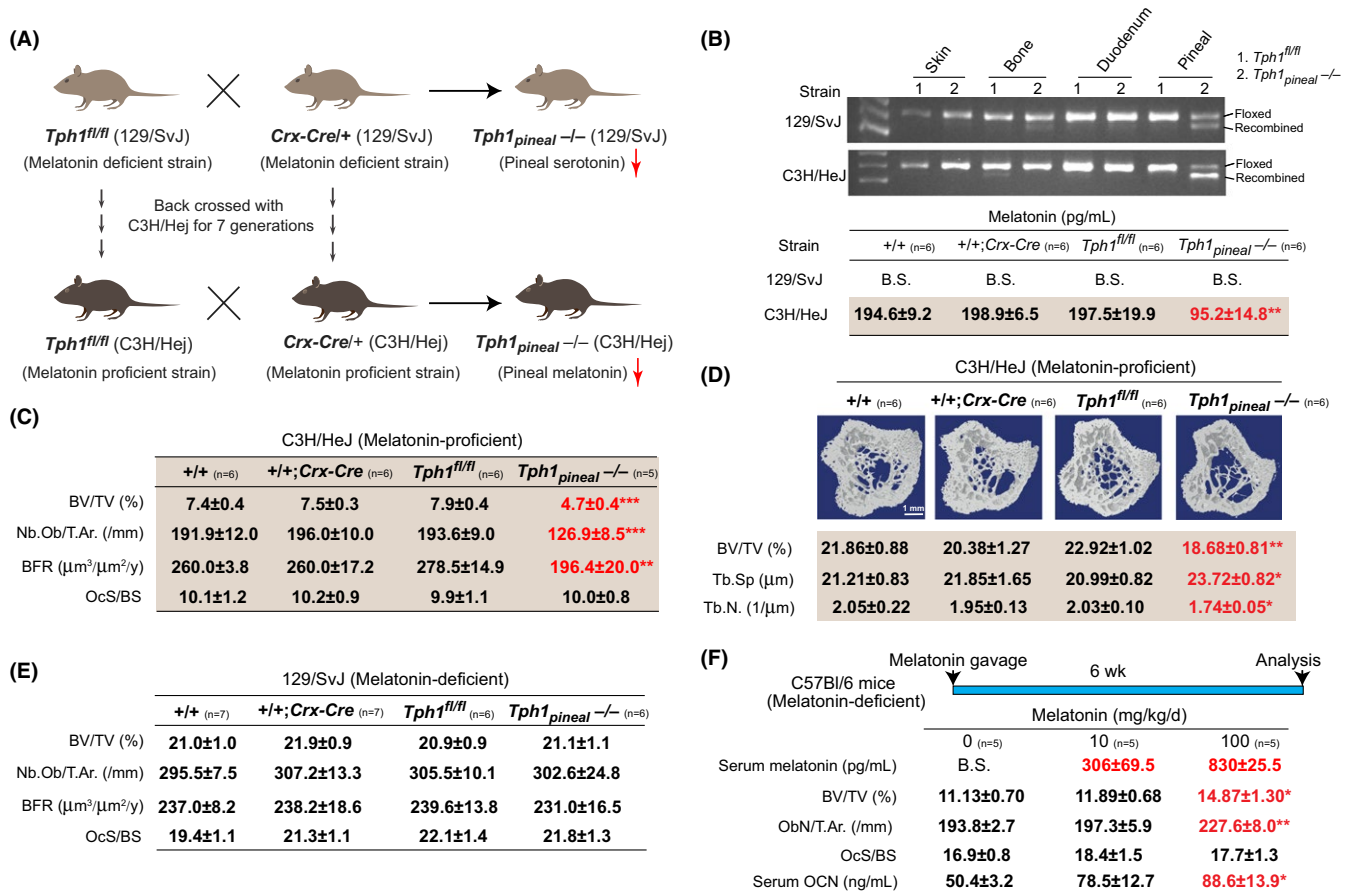 (A)
Tph1fl/fl (129/SvJ)
(Melatonin deficient strain)
Crx-Cre/+ (129/SvJ)
(Melatonin deficient strain)
Tph1pineal −/− (129/SvJ)
(Pineal serotonin)
Back crossed with
C3H/Hej for 7 generations
Tph1fl/fl (C3H/Hej)
(Melatonin proficient strain)
Crx-Cre/+ (C3H/Hej)
(Melatonin proficient strain)
Tph1pineal −/− (C3H/Hej)
(Pineal melatonin)
(B)
Skin Bone Duodenum Pineal
1. Tph1fl/fl
2. Tph1pineal −/−
Strain 1 2 1 2 1 2 1 2
129/SvJ
Floxed
Recombined
C3H/HeJ
Floxed
Recombined
Melatonin (pg/mL)
Strain +/+ (n=6) +/+;Crx-Cre (n=6) Tph1fl/fl (n=6) Tph1pineal −/− (n=6)
129/SvJ B.S. B.S. B.S. B.S.
C3H/HeJ 194.6±9.2 198.9±6.5 197.5±19.9 95.2±14.8**
(C)
C3H/HeJ (Melatonin-proficient)
+/+ (n=6) +/+;Crx-Cre (n=6) Tph1fl/fl (n=6) Tph1pineal −/− (n=5)
BV/TV (%) 7.4±0.4 7.5±0.3 7.9±0.4 4.7±0.4***
Nb.Ob/T.Ar. (/mm) 191.9±12.0 196.0±10.0 193.6±9.0 126.9±8.5***
BFR (μm3/μm2/y) 260.0±3.8 260.0±17.2 278.5±14.9 196.4±20.0**
OcS/BS 10.1±1.2 10.2±0.9 9.9±1.1 10.0±0.8
(D)
C3H/HeJ (Melatonin-proficient)
+/+ (n=6) +/+;Crx-Cre (n=6) Tph1fl/fl (n=6) Tph1pineal −/− (n=6)
1 mm
BV/TV (%) 21.86±0.88 20.38±1.27 22.92±1.02 18.68±0.81**
Tb.Sp (μm) 21.21±0.83 21.85±1.65 20.99±0.82 23.72±0.82*
Tb.N. (1/μm) 2.05±0.22 1.95±0.13 2.03±0.10 1.74±0.05*
(E)
129/SvJ (Melatonin-deficient)
+/+ (n=7) +/+;Crx-Cre (n=7) Tph1fl/fl (n=6) Tph1pineal −/− (n=6)
BV/TV (%) 21.0±1.0 21.9±0.9 20.9±0.9 21.1±1.1
Nb.Ob/T.Ar. (/mm) 295.5±7.5 307.2±13.3 305.5±10.1 302.6±24.8
BFR (μm3/μm2/y) 237.0±8.2 238.2±18.6 239.6±13.8 231.0±16.5
OcS/BS 19.4±1.1 21.3±1.1 22.1±1.4 21.8±1.3
(F)
Melatonin gavage 6 wk Analysis
C57Bl/6 mice
(Melatonin-deficient)
Melatonin (mg/kg/d)
0 (n=5) 10 (n=5) 100 (n=5)
Serum melatonin (pg/mL) B.S. 306±69.5 830±25.5
BV/TV (%) 11.13±0.70 11.89±0.68 14.87±1.30*
ObN/T.Ar. (/mm) 193.8±2.7 197.3±5.9 227.6±8.0**
OcS/BS 16.9±0.8 18.4±1.5 17.7±1.3
Serum OCN (ng/mL) 50.4±3.2 78.5±12.7 88.6±13.9*